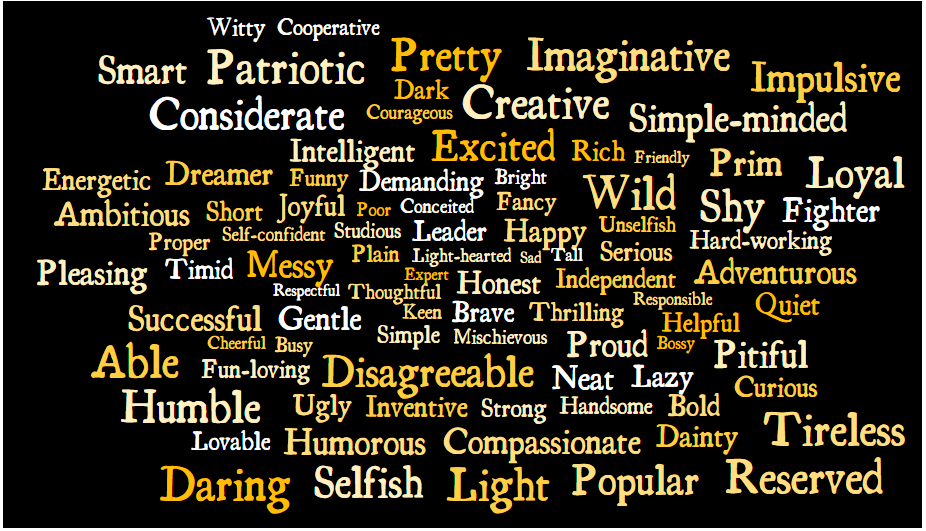 Witty Cooperative
Smart Patriotic Pretty Imaginative Impulsive
Dark
Considerate Courageous Creative Simple-minded
Intelligent Excited Rich Friendly Prim Loyal
Energetic Dreamer Funny Demanding Bright Wild
Ambitious Short Joyful Poor Conceited Fancy Shy Fighter
Proper Self-confident Studious Leader Happy Unselfish Hard-working
Pleasing Timid Messy Plain Light-hearted Sad Tall Serious Adventurous
Expert
Respectful Thoughtful Honest Independent
Successful Gentle Keen Brave Thrilling Responsible Helpful Quiet
Cheerful Busy Simple Mischievous Proud Bossy Pitiful
Able Fun-loving Disagreeable Neat Lazy Curious
Humble Ugly Inventive Strong Handsome Bold Tireless
Lovable Humorous Compassionate Dainty
Daring Selfish Light Popular Reserved